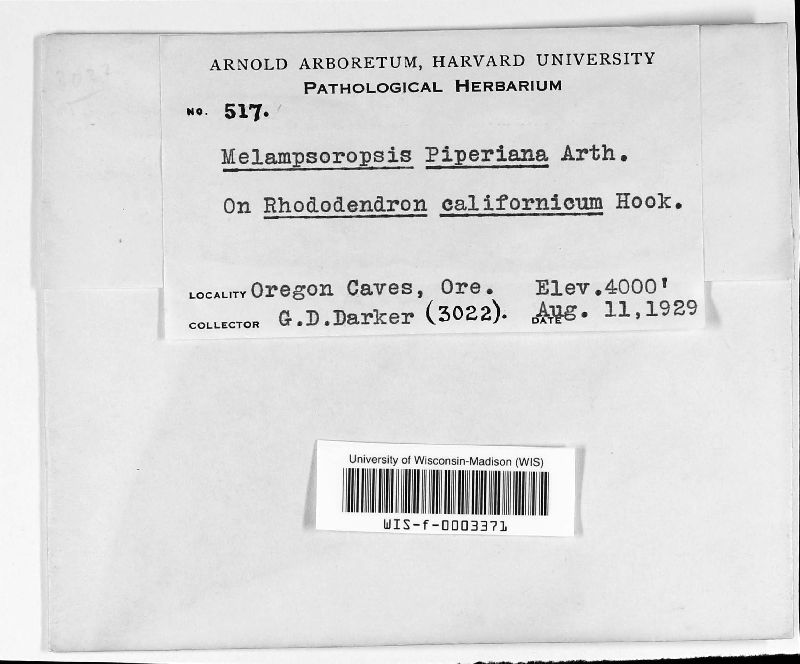 ARNOLD ARBORETUM, HARVARD UNIVERSITY
PATHOLOGICAL HERBARIUM
NO. 517.
Melampsoropsis Piperiana Arth.
On Rhododendron californicum Hook.
LOCALITY Oregon Caves, Ore. Elev.4000'
COLLECTOR G.D.Darker (3022). DATE Aug. 11,1929
University of Wisconsin-Madison (WIS)
WIS-f-0003371